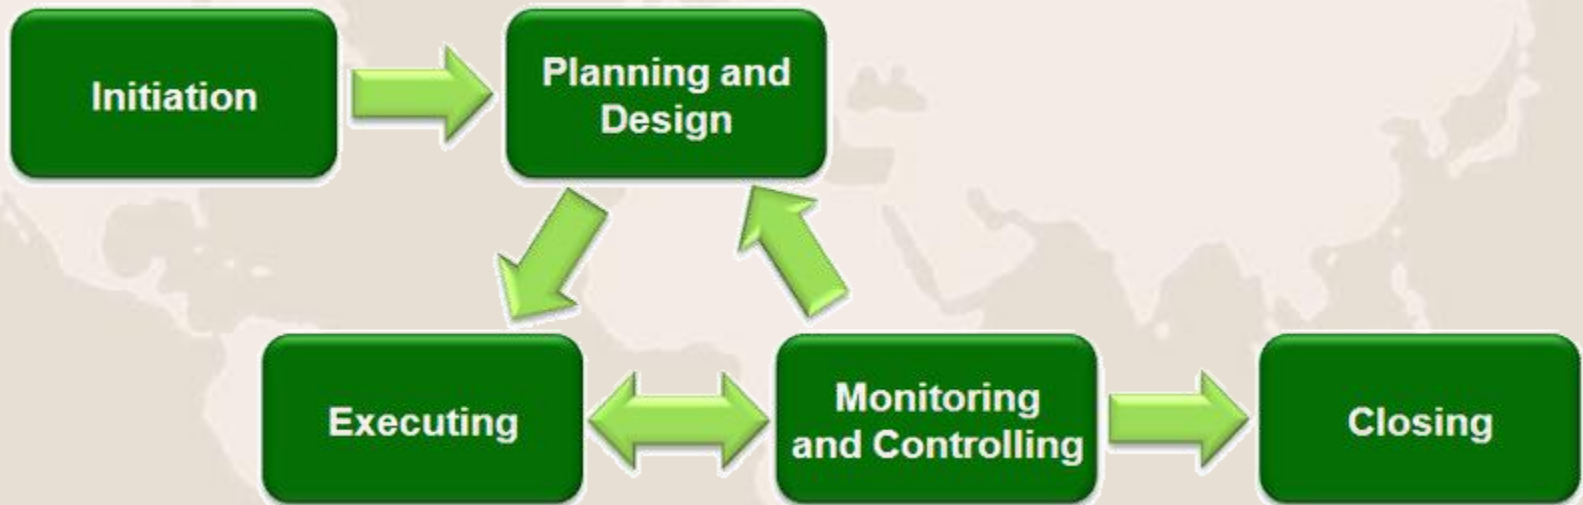 Initiation
Planning and
Design
Executing
Monitoring
and Controlling
Closing